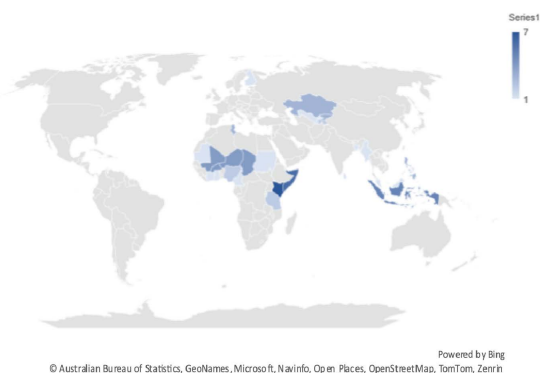 Series1
7
1
Powered by Bing
© Australian Bureau of Statistics, GeoNames, Microsoft, Navinfo, Open Places, OpenStreetMap, TomTom, Zenrin